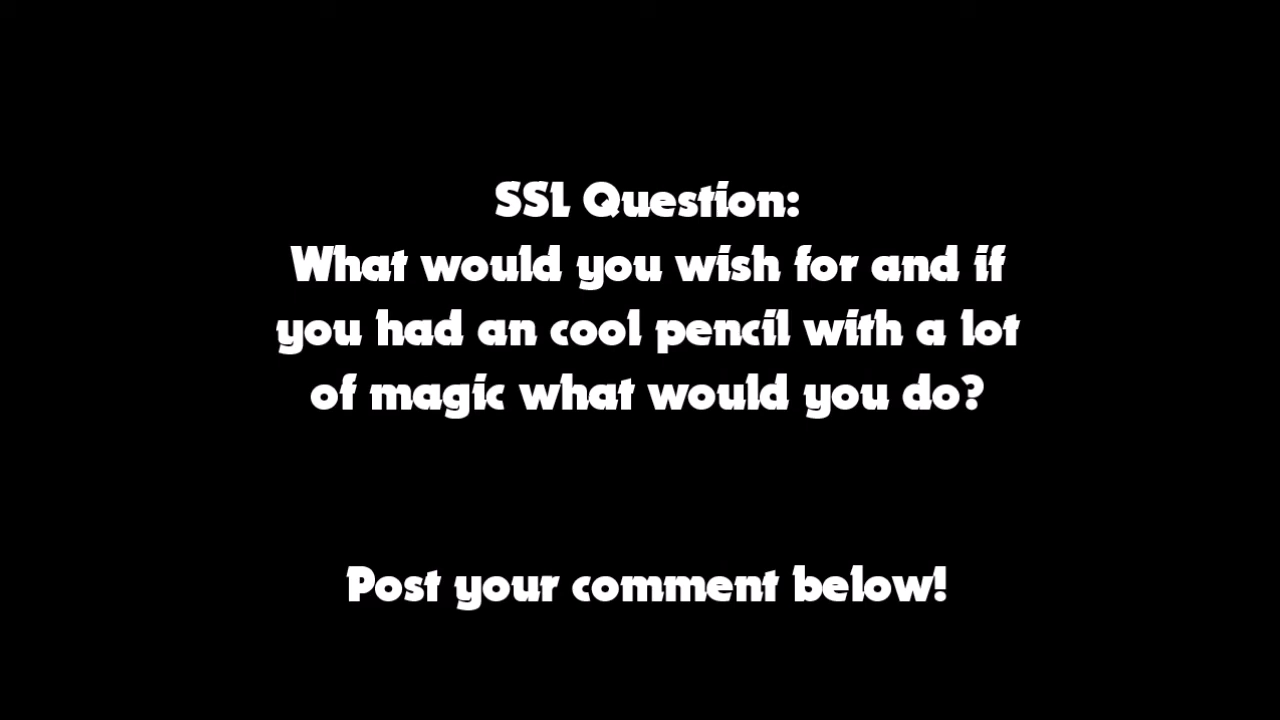 SSL Question:
What would you wish for and if
you had an cool pencil with a lot
of magic what would you do?
Post your comment below!